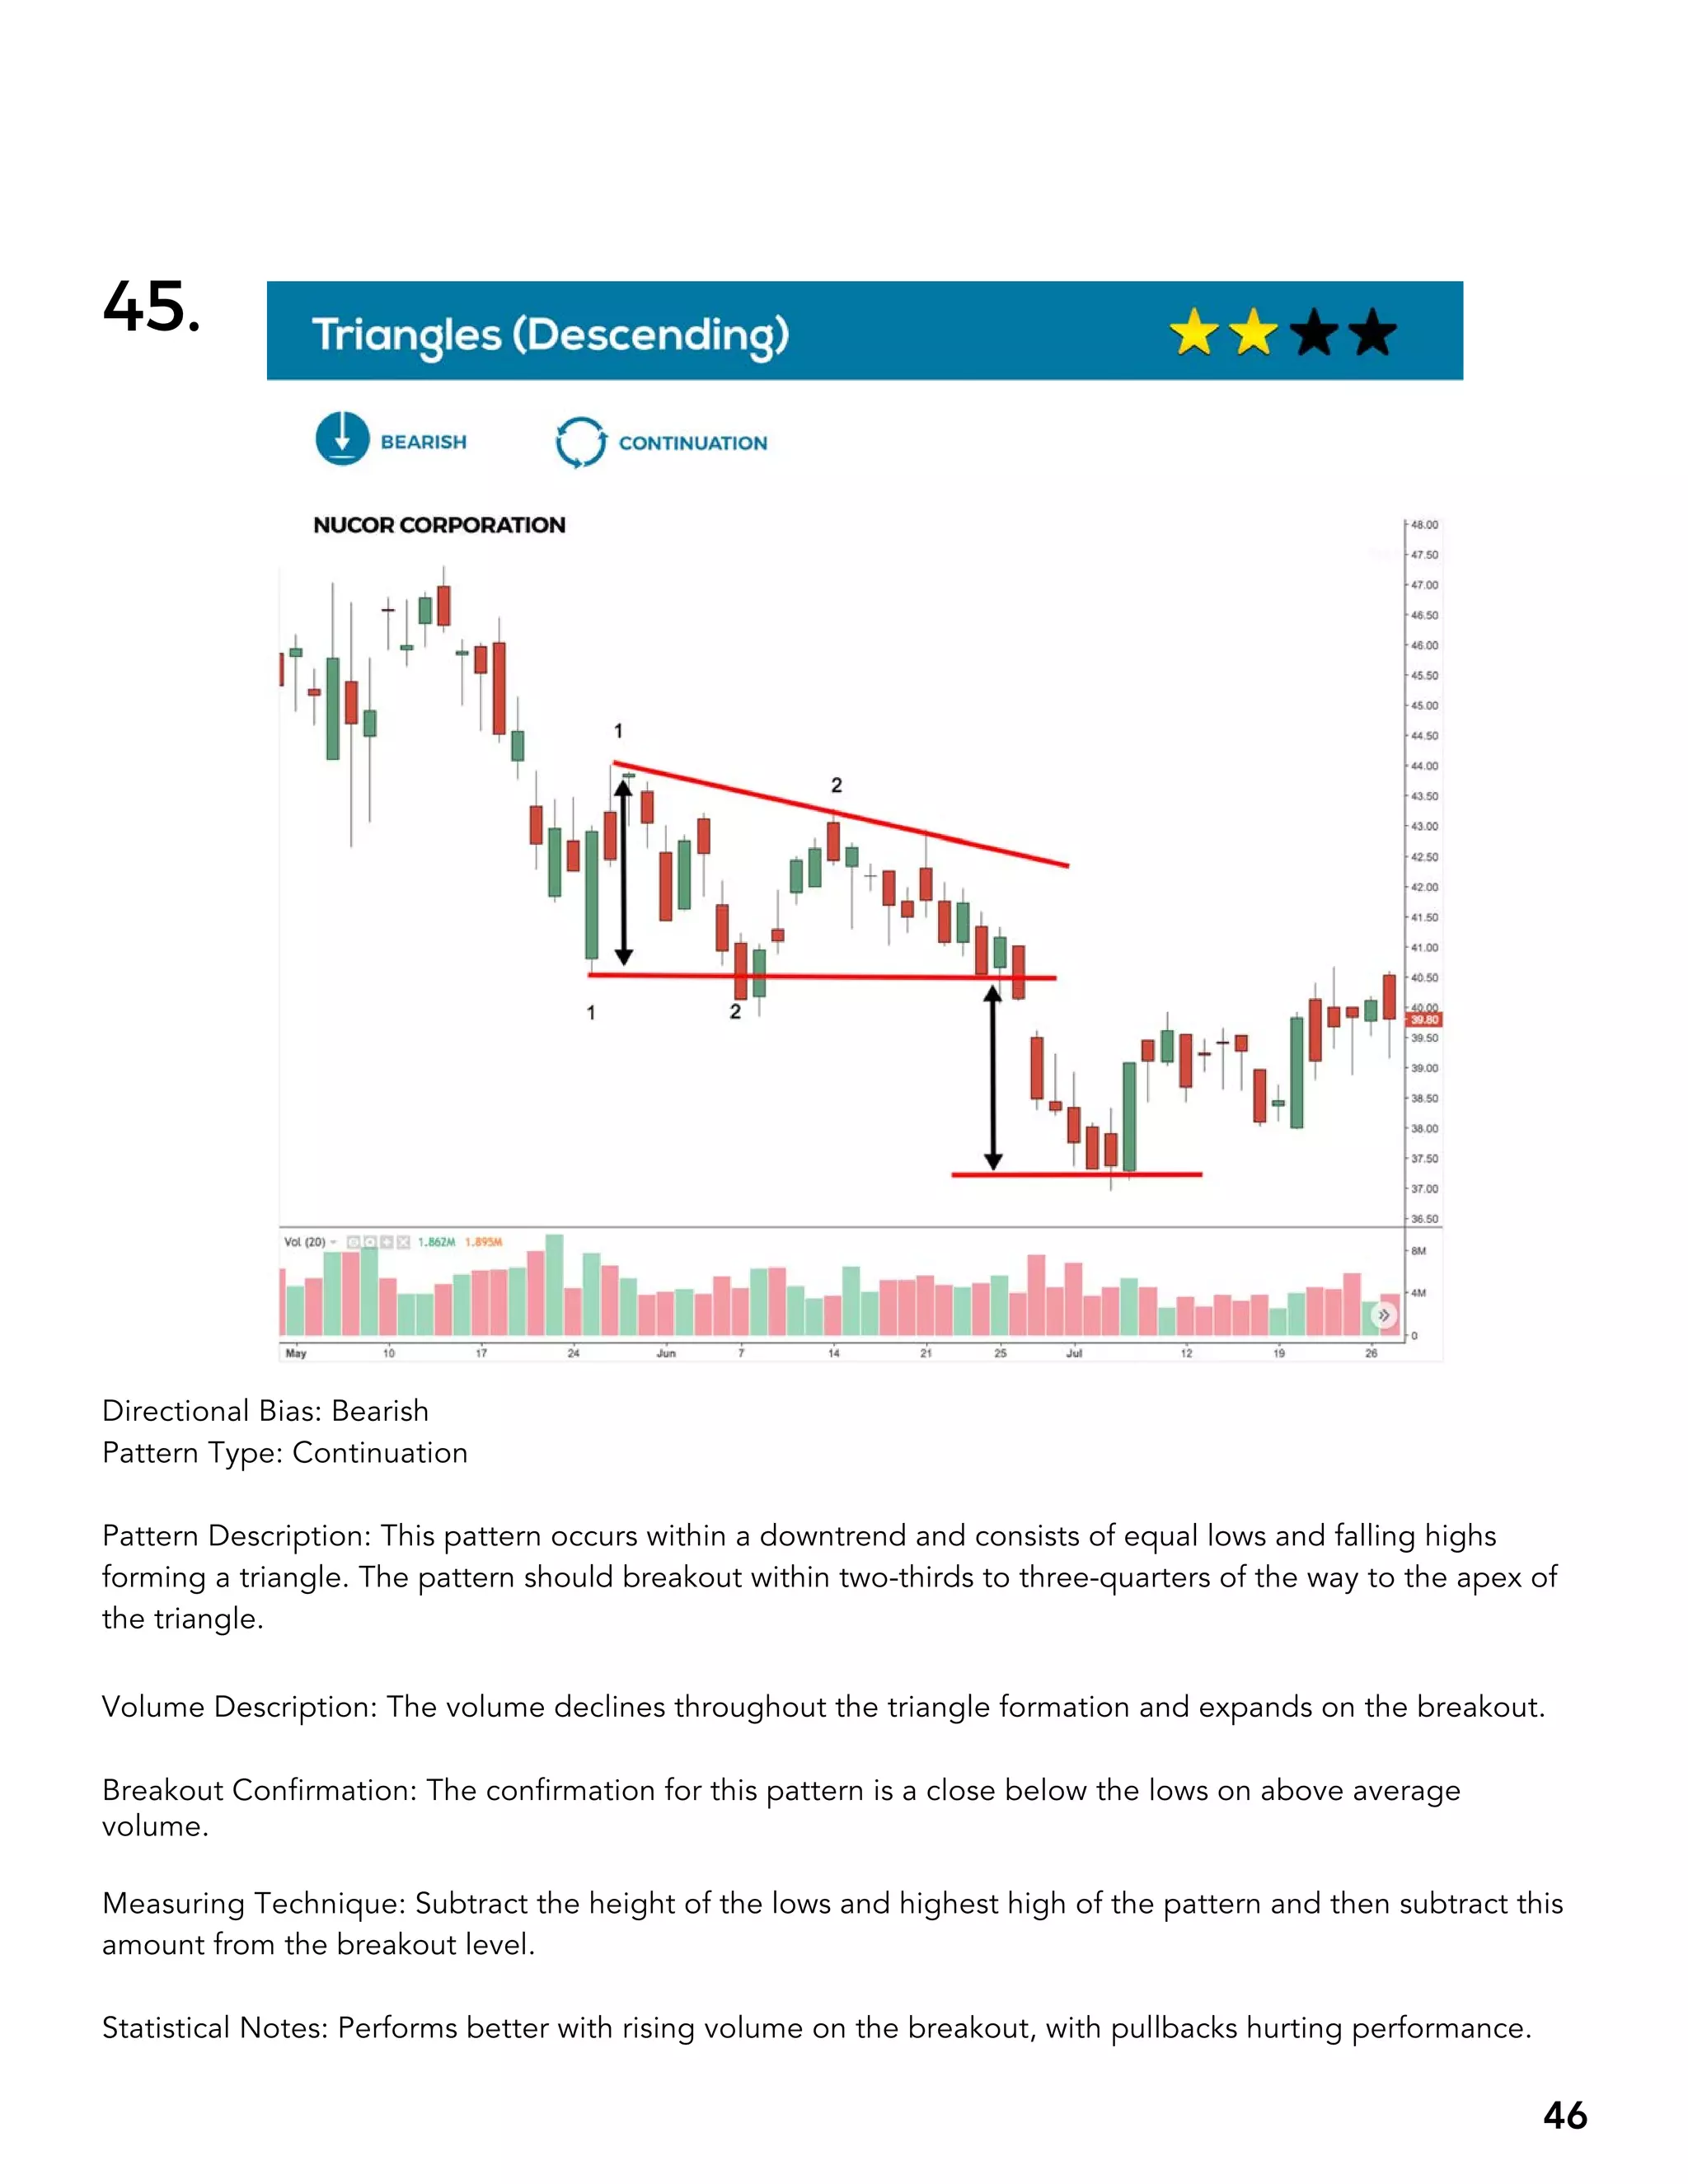 45.
Triangles (Descending)
BEARISH
CONTINUATION
NUCOR CORPORATION
48.00
47.50
47.00
46.50
46.00
45.50
45.00
44.50
44.00
43.50
43.00
42.50
42.00
41.50
41.00
40.50
40.00
39.80
39.50
39.00
38.50
38.00
37.50
37.00
36.50
1
2
1
2
Vol (20) 1.862M 1.895M
8M
4M
0
May 10 17 24 Jun 7 14 21 25 Jul 12 19 26
Directional Bias: Bearish
Pattern Type: Continuation
Pattern Description: This pattern occurs within a downtrend and consists of equal lows and falling highs
forming a triangle. The pattern should breakout within two-thirds to three-quarters of the way to the apex of
the triangle.
Volume Description: The volume declines throughout the triangle formation and expands on the breakout.
Breakout Confirmation: The confirmation for this pattern is a close below the lows on above average
volume.
Measuring Technique: Subtract the height of the lows and highest high of the pattern and then subtract this
amount from the breakout level.
Statistical Notes: Performs better with rising volume on the breakout, with pullbacks hurting performance.
46